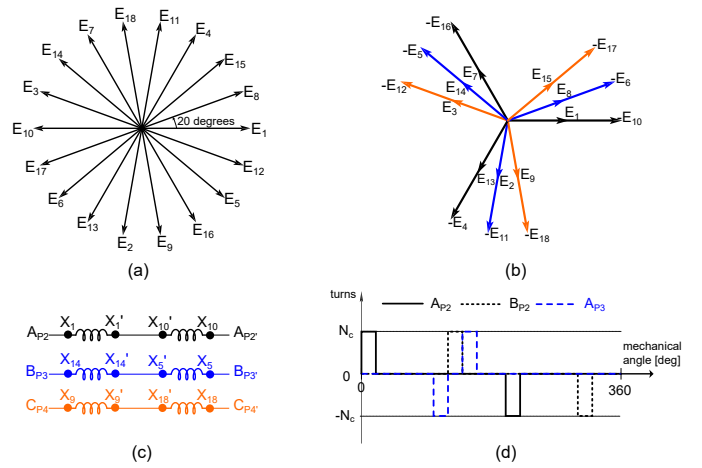 E18 E11
E7 E4
E14 E15
E3 E8
20 degrees
E10 E1
E17 E12
E6 E5
E13 E16
E2 E9
(a)
-E16
-E5 -E17
E7 E15
-E12 E14 E8 -E6
E3 E1
-E10
E13 E2 E9
-E4
-E11 -E18
(b)
X1 X1' X10' X10
AP2 AP2'
X14 X14' X5' X5
BP3 BP3'
X9 X9' X18' X18
CP4 CP4'
(c)
turns AP2 BP2 AP3
Nc
mechanical
angle [deg]
0
0 360
-Nc
(d)